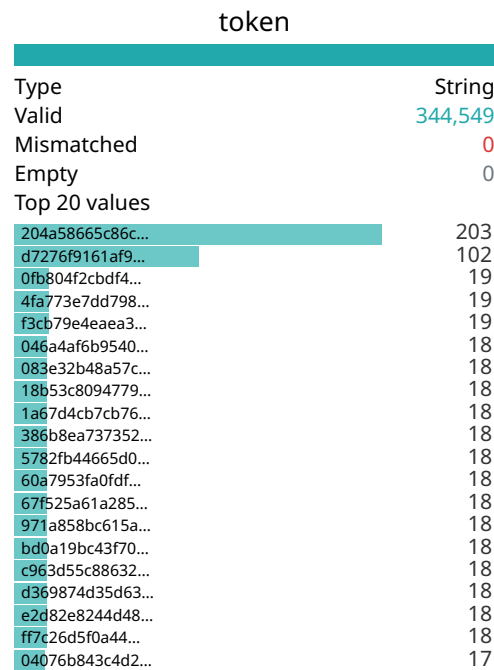 token
Type String
Valid 344,549
Mismatched 0
Empty 0
Top 20 values
204a58665c86c... 203
d7276f9161af9... 102
0fb804f2cbdf4... 19
4fa773e7dd798... 19
f3cb79e4eaea3... 19
046a4af6b9540... 18
083e32b48a57c... 18
18b53c8094779... 18
1a67d4cb7cb76... 18
386b8ea737352... 18
5782fb44665d0... 18
60a7953fa0fdf... 18
67f525a61a285... 18
971a858bc615a... 18
bd0a19bc43f70... 18
c963d55c88632... 18
d369874d35d63... 18
e2d82e8244d48... 18
ff7c26d5f0a44... 18
04076b843c4d2... 17